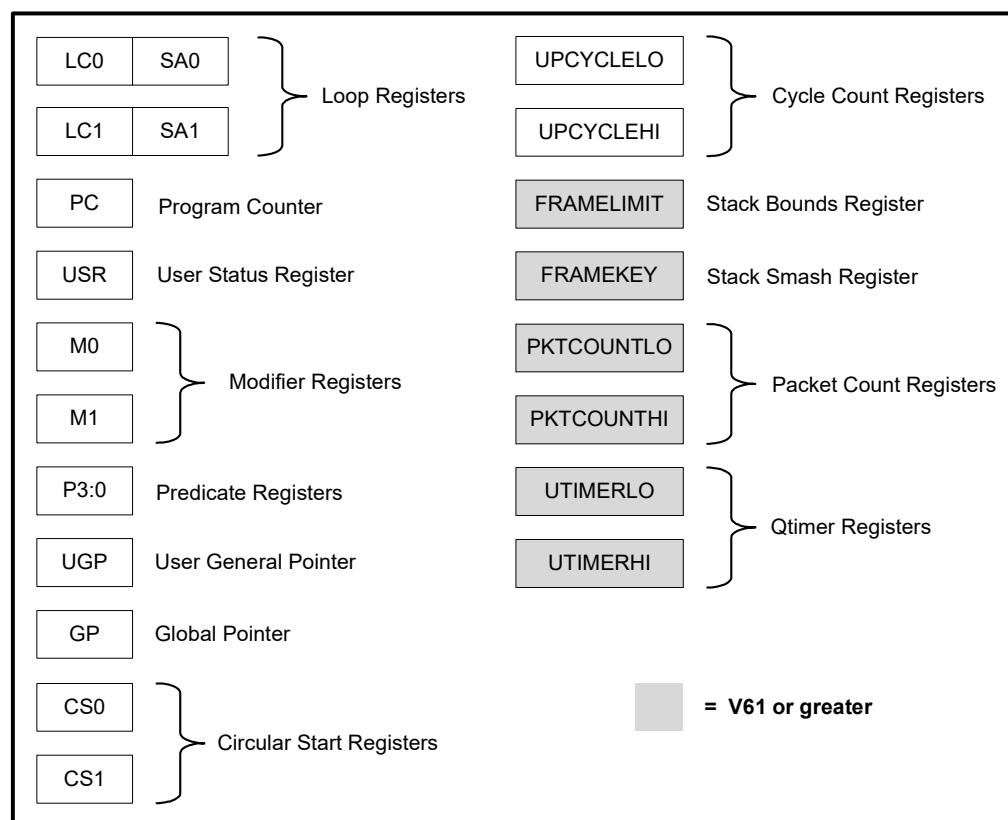 LC0 SA0
LC1 SA1
Loop Registers
PC Program Counter
USR User Status Register
M0
M1
Modifier Registers
P3:0 Predicate Registers
UGP User General Pointer
GP Global Pointer
CS0
CS1
Circular Start Registers
UPCYCLELO
UPCYCLEHI
Cycle Count Registers
FRAMELIMIT Stack Bounds Register
FRAMEKEY Stack Smash Register
PKTCOUNTLO
PKTCOUNTHI
Packet Count Registers
UTIMERLO
UTIMERHI
Qtimer Registers
= V61 or greater